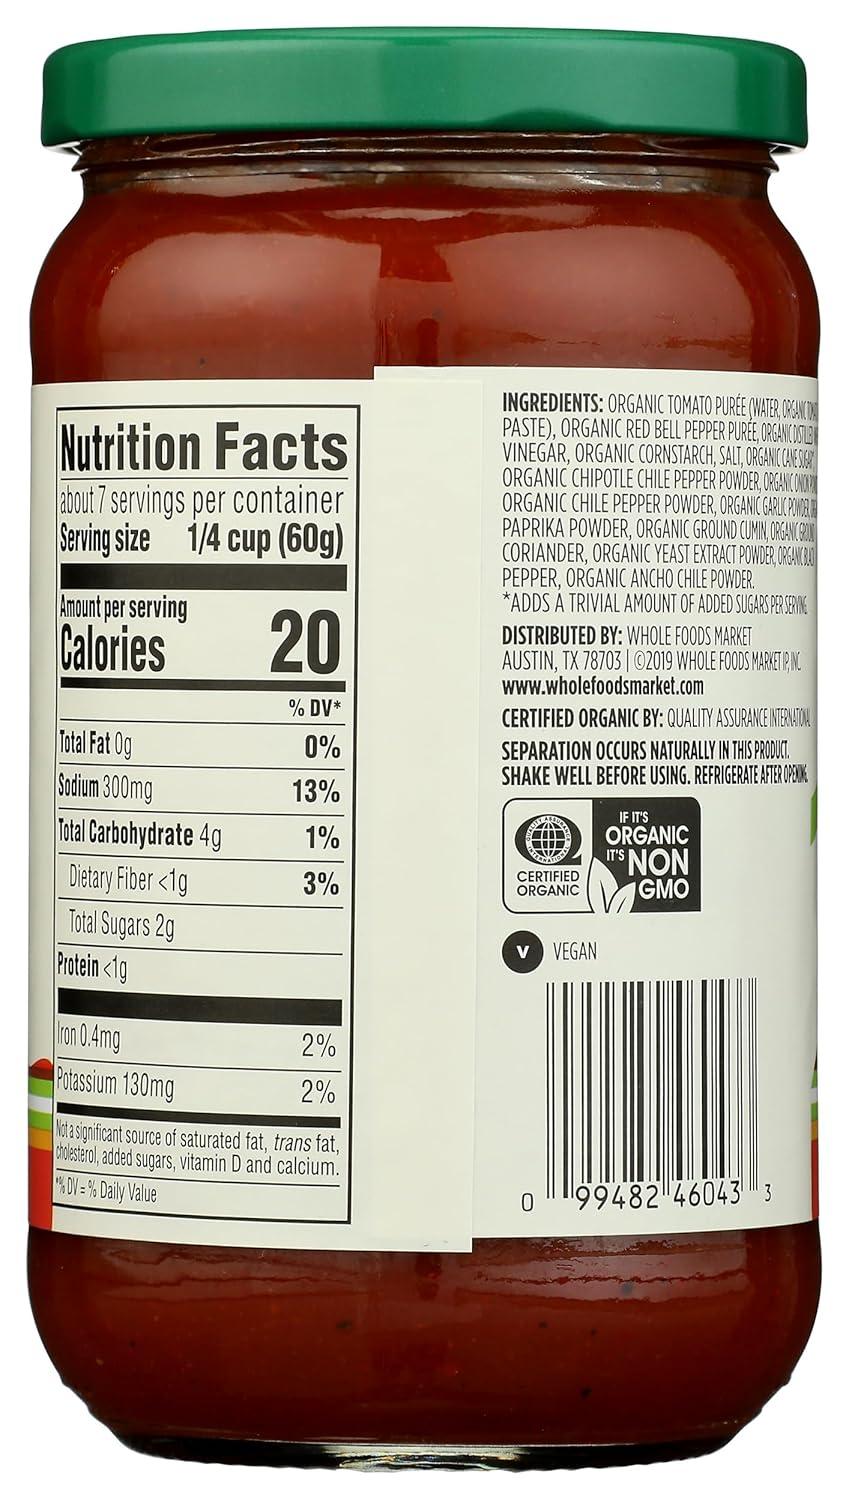 Nutrition Facts
about 7 servings per container
Serving size 1/4 cup (60g)
Amount per serving
Calories 20
% DV*
Total Fat 0g 0%
Sodium 300mg 13%
Total Carbohydrate 4g 1%
Dietary Fiber <1g 3%
Total Sugars 2g
Protein <1g
Iron 0.4mg 2%
Potassium 130mg 2%
Not a significant source of saturated fat, trans fat,
cholesterol, added sugars, vitamin D and calcium.
*% DV = % Daily Value
INGREDIENTS: ORGANIC TOMATO PURÉE (WATER, ORGANIC
PASTE), ORGANIC RED BELL PEPPER PURÉE, ORGANIC DISTILLED
VINEGAR, ORGANIC CORNSTARCH, SALT, ORGANIC CANE SUGAR*,
ORGANIC CHIPOTLE CHILE PEPPER POWDER, ORGANIC ONION
ORGANIC CHILE PEPPER POWDER, ORGANIC GARLIC POWDER,
PAPRIKA POWDER, ORGANIC GROUND CUMIN, ORGANIC GROUND
CORIANDER, ORGANIC YEAST EXTRACT POWDER, ORGANIC
PEPPER, ORGANIC ANCHO CHILE POWDER.
*ADDS A TRIVIAL AMOUNT OF ADDED SUGARS PER SERVING.
DISTRIBUTED BY: WHOLE FOODS MARKET
AUSTIN, TX 78703 | ©2019 WHOLE FOODS MARKET IP, INC.
www.wholefoodsmarket.com
CERTIFIED ORGANIC BY: QUALITY ASSURANCE INTERNATIONAL
SEPARATION OCCURS NATURALLY IN THIS PRODUCT.
SHAKE WELL BEFORE USING. REFRIGERATE AFTER OPENING.
QUALITY ASSURANCE INTERNATIONAL
CERTIFIED
ORGANIC
IF IT'S
ORGANIC
IT'S NON
GMO
V VEGAN
0 99482 46043 3